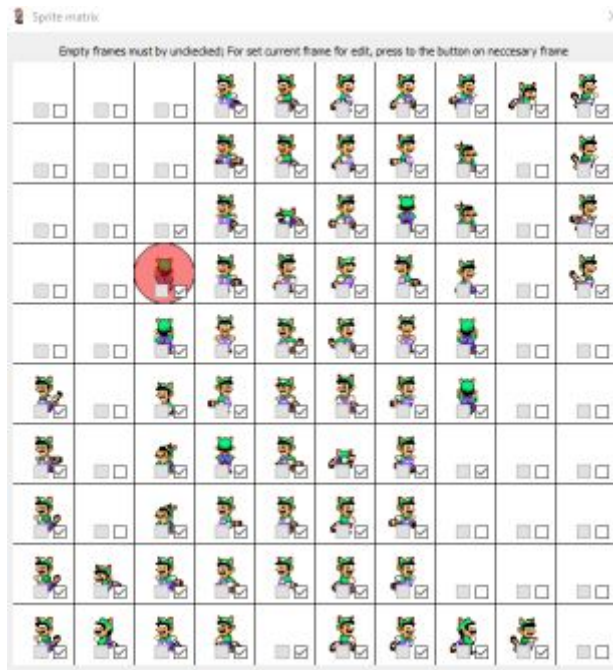 Sprite matrix
Empty frames must by unckecked; For set current frame for edit, press to the button on neccesary frame